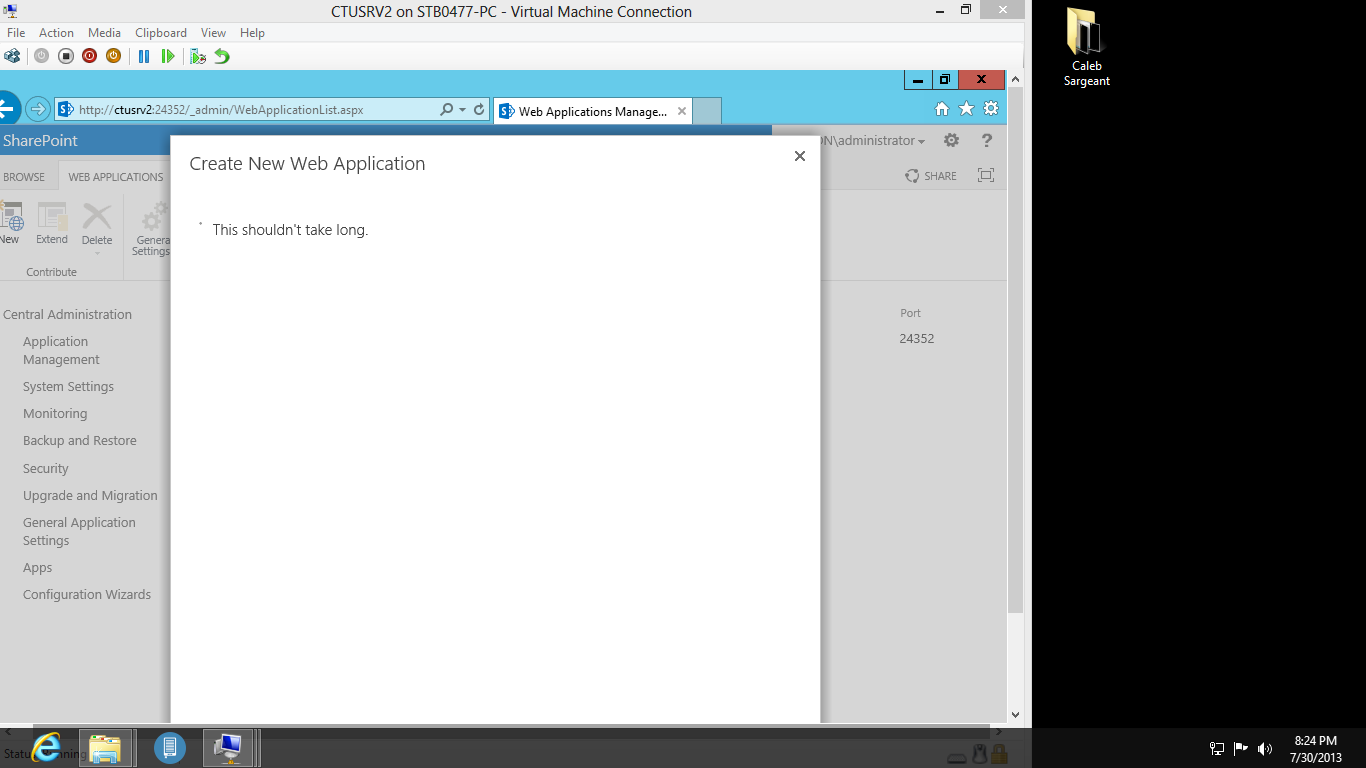 CTUSRV2 on STB0477-PC - Virtual Machine Connection
File Action Media Clipboard View Help
http://ctusrv2:24352/_admin/WebApplicationList.aspx
Web Applications Manage...
SharePoint
N\administrator
BROWSE
WEB APPLICATIONS
SHARE
Create New Web Application
This shouldn't take long.
New
Extend
Delete
Genera
Settings
Contribute
Central Administration
Application
Management
System Settings
Monitoring
Backup and Restore
Security
Upgrade and Migration
General Application
Settings
Apps
Configuration Wizards
Port
24352
Caleb
Sargeant
8:24 PM
7/30/2013